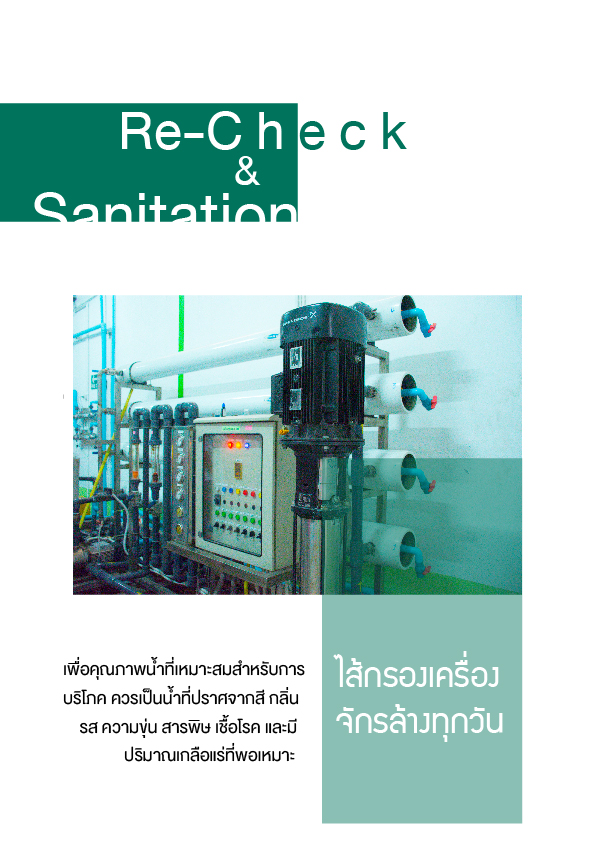 Re-Check
&
Sanitation
เพื่อคุณภาพน้ำที่เหมาะสมสำหรับการ
บริโภค ควรเป็นน้ำที่ปราศจากสี กลิ่น
รส ความขุ่น สารพิษ เชื้อโรค และมี
ปริมาณเกลือแร่ที่พอเหมาะ
ไส้กรองเครื่อง
จักรล้างทุกวัน